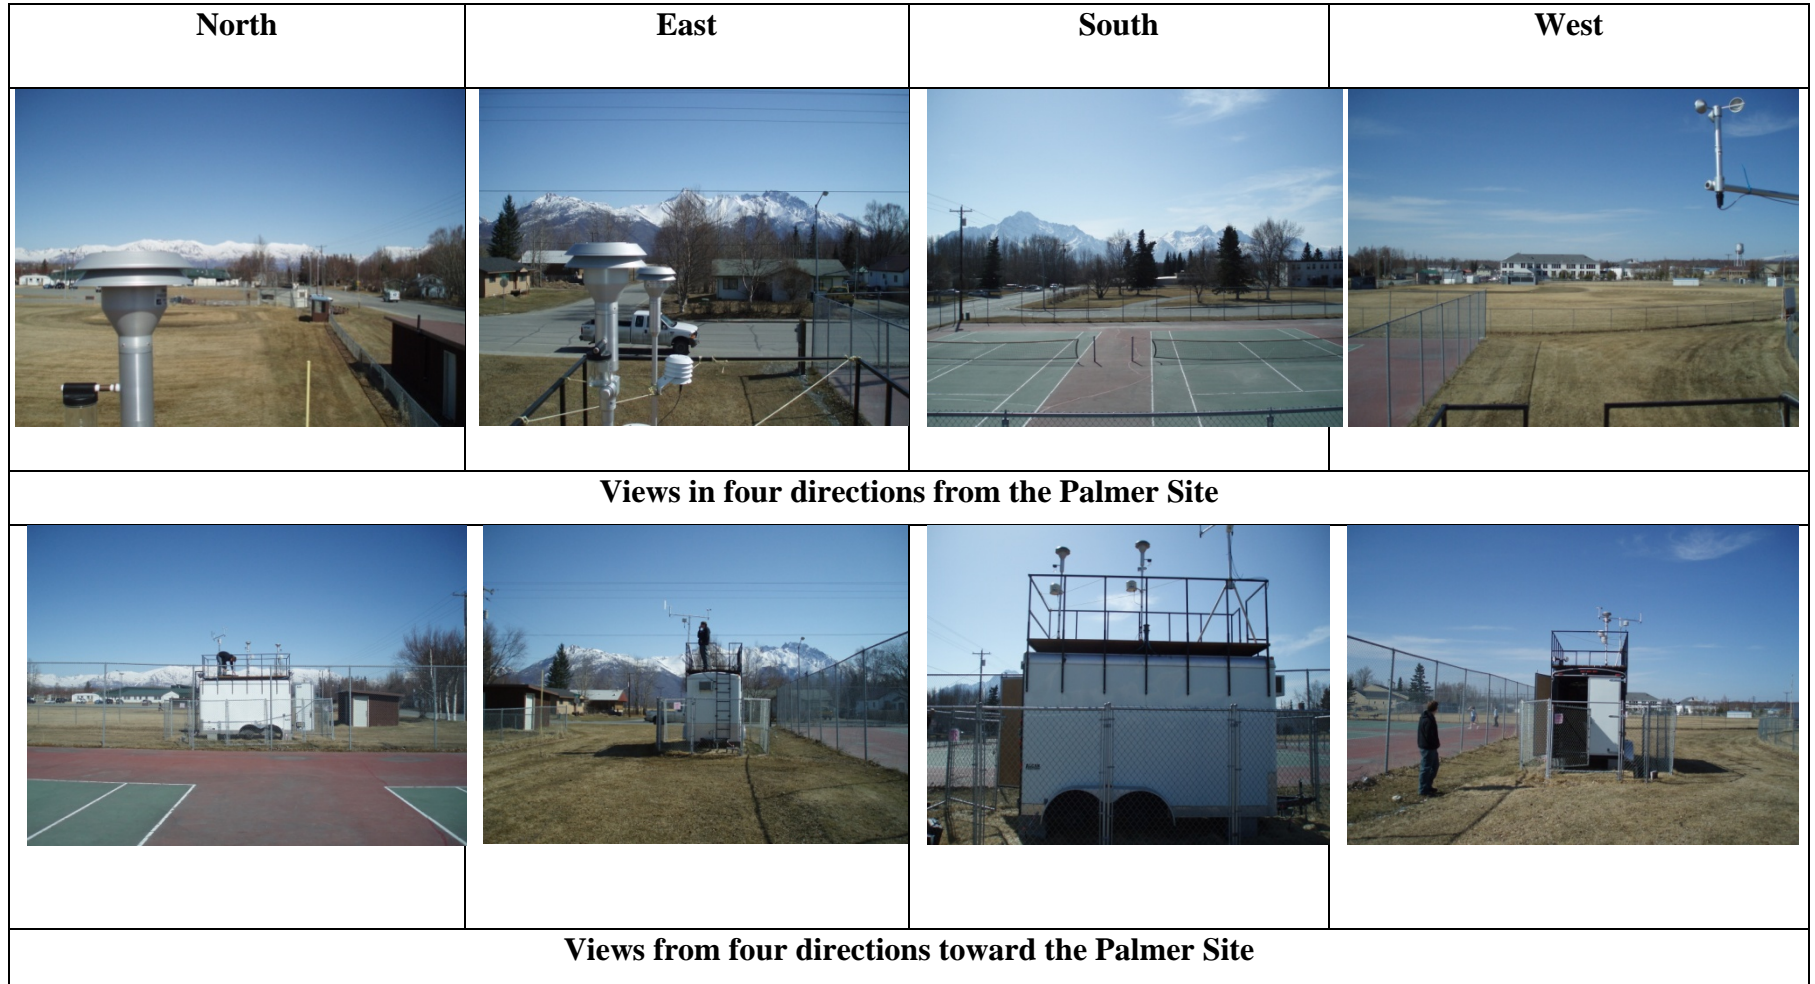 North East South West
Views in four directions from the Palmer Site
Views from four directions toward the Palmer Site